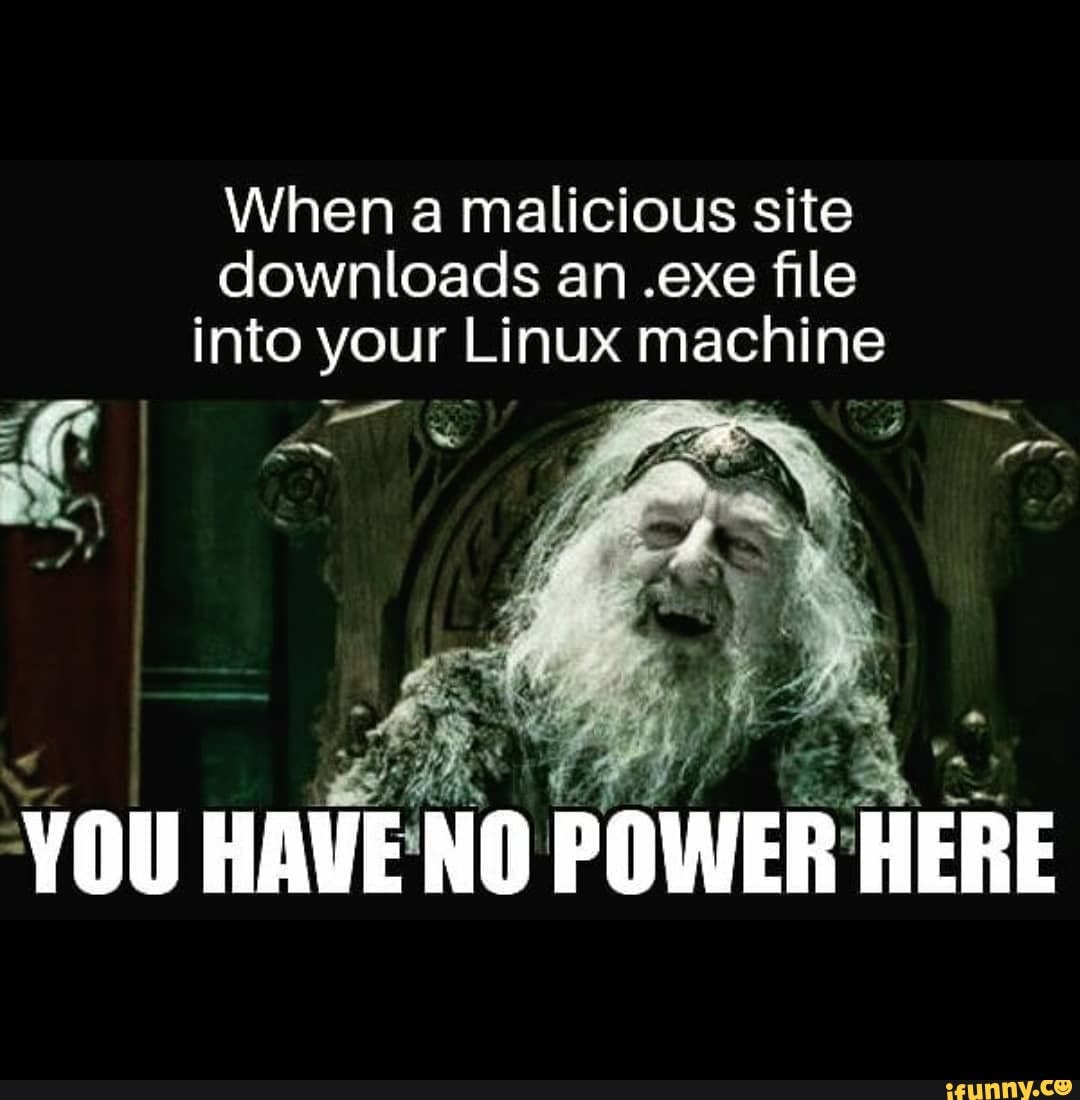 When a malicious site
downloads an .exe file
into your Linux machine
YOU HAVE NO POWER HERE
ifunny.co